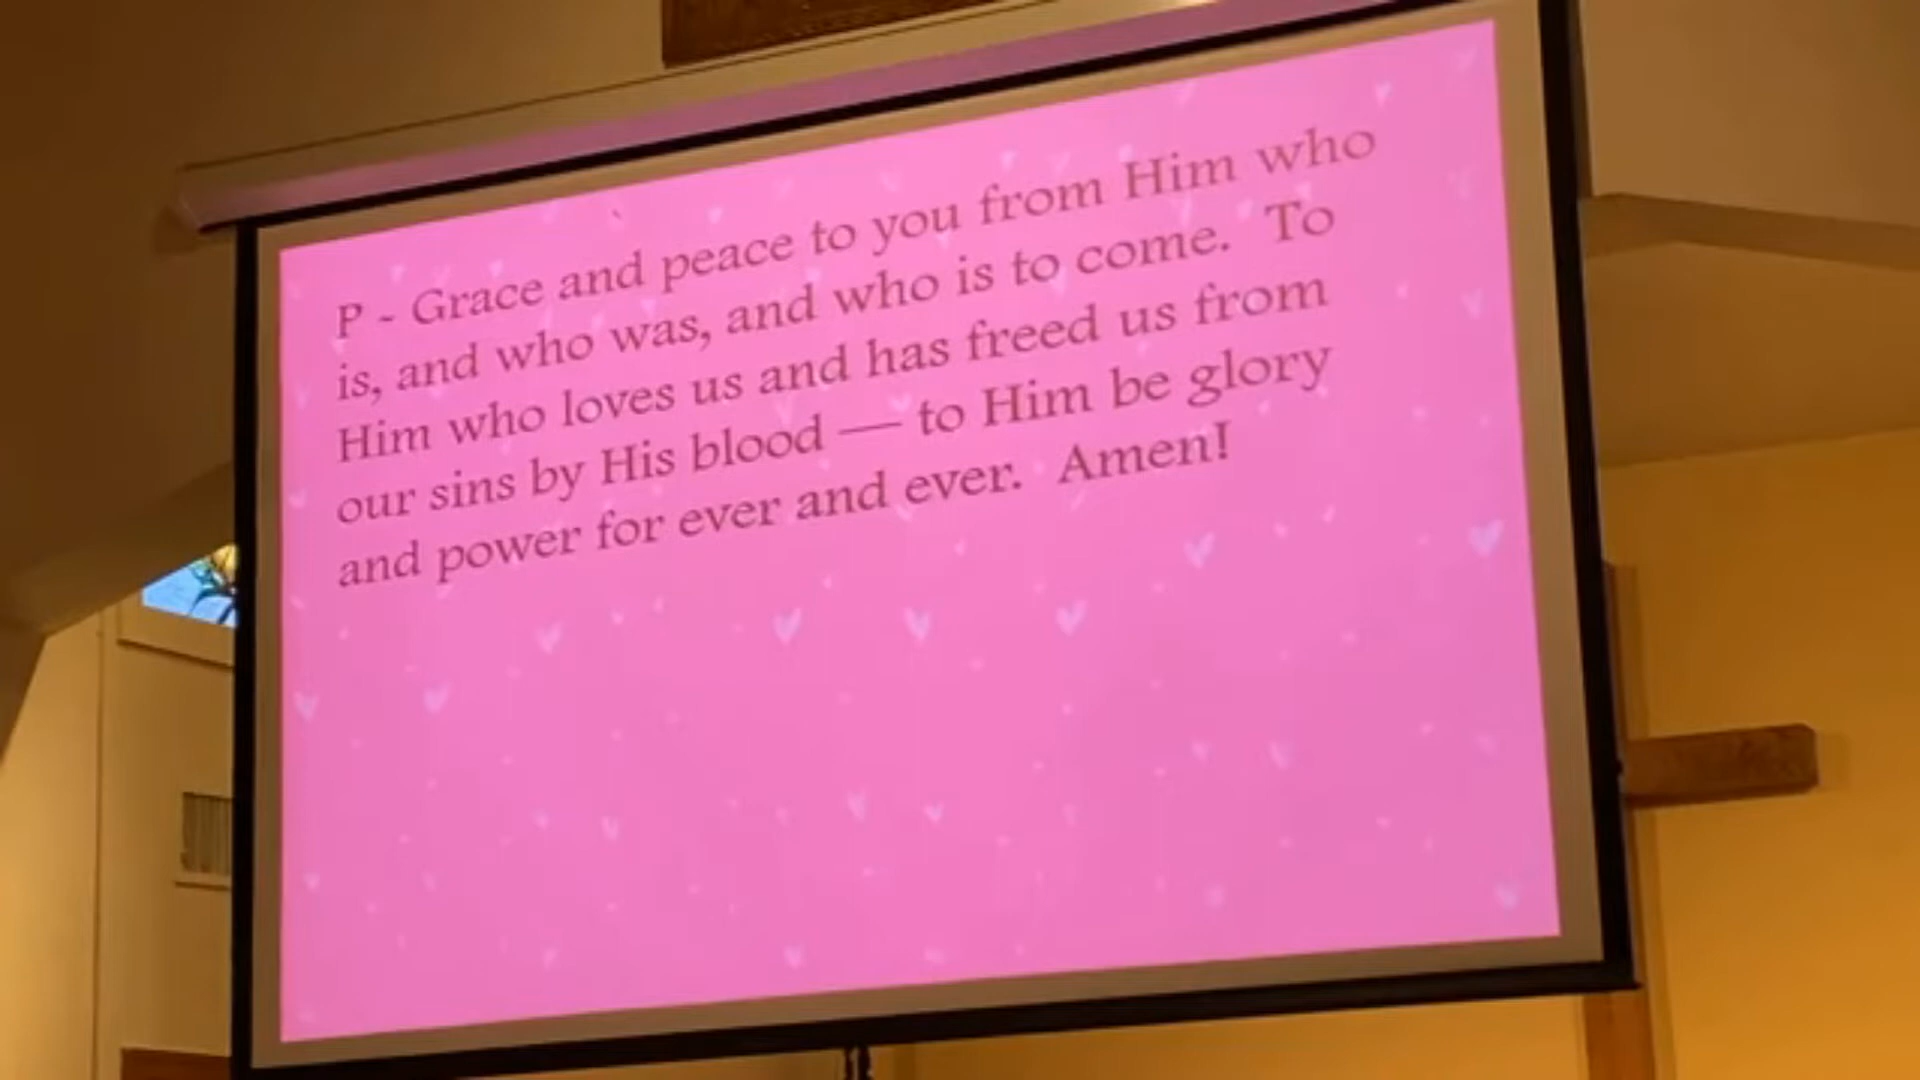 P - Grace and peace to you from Him who
is, and who was, and who is to come. To
Him who loves us and has freed us from
our sins by His blood — to Him be glory
and power for ever and ever. Amen!